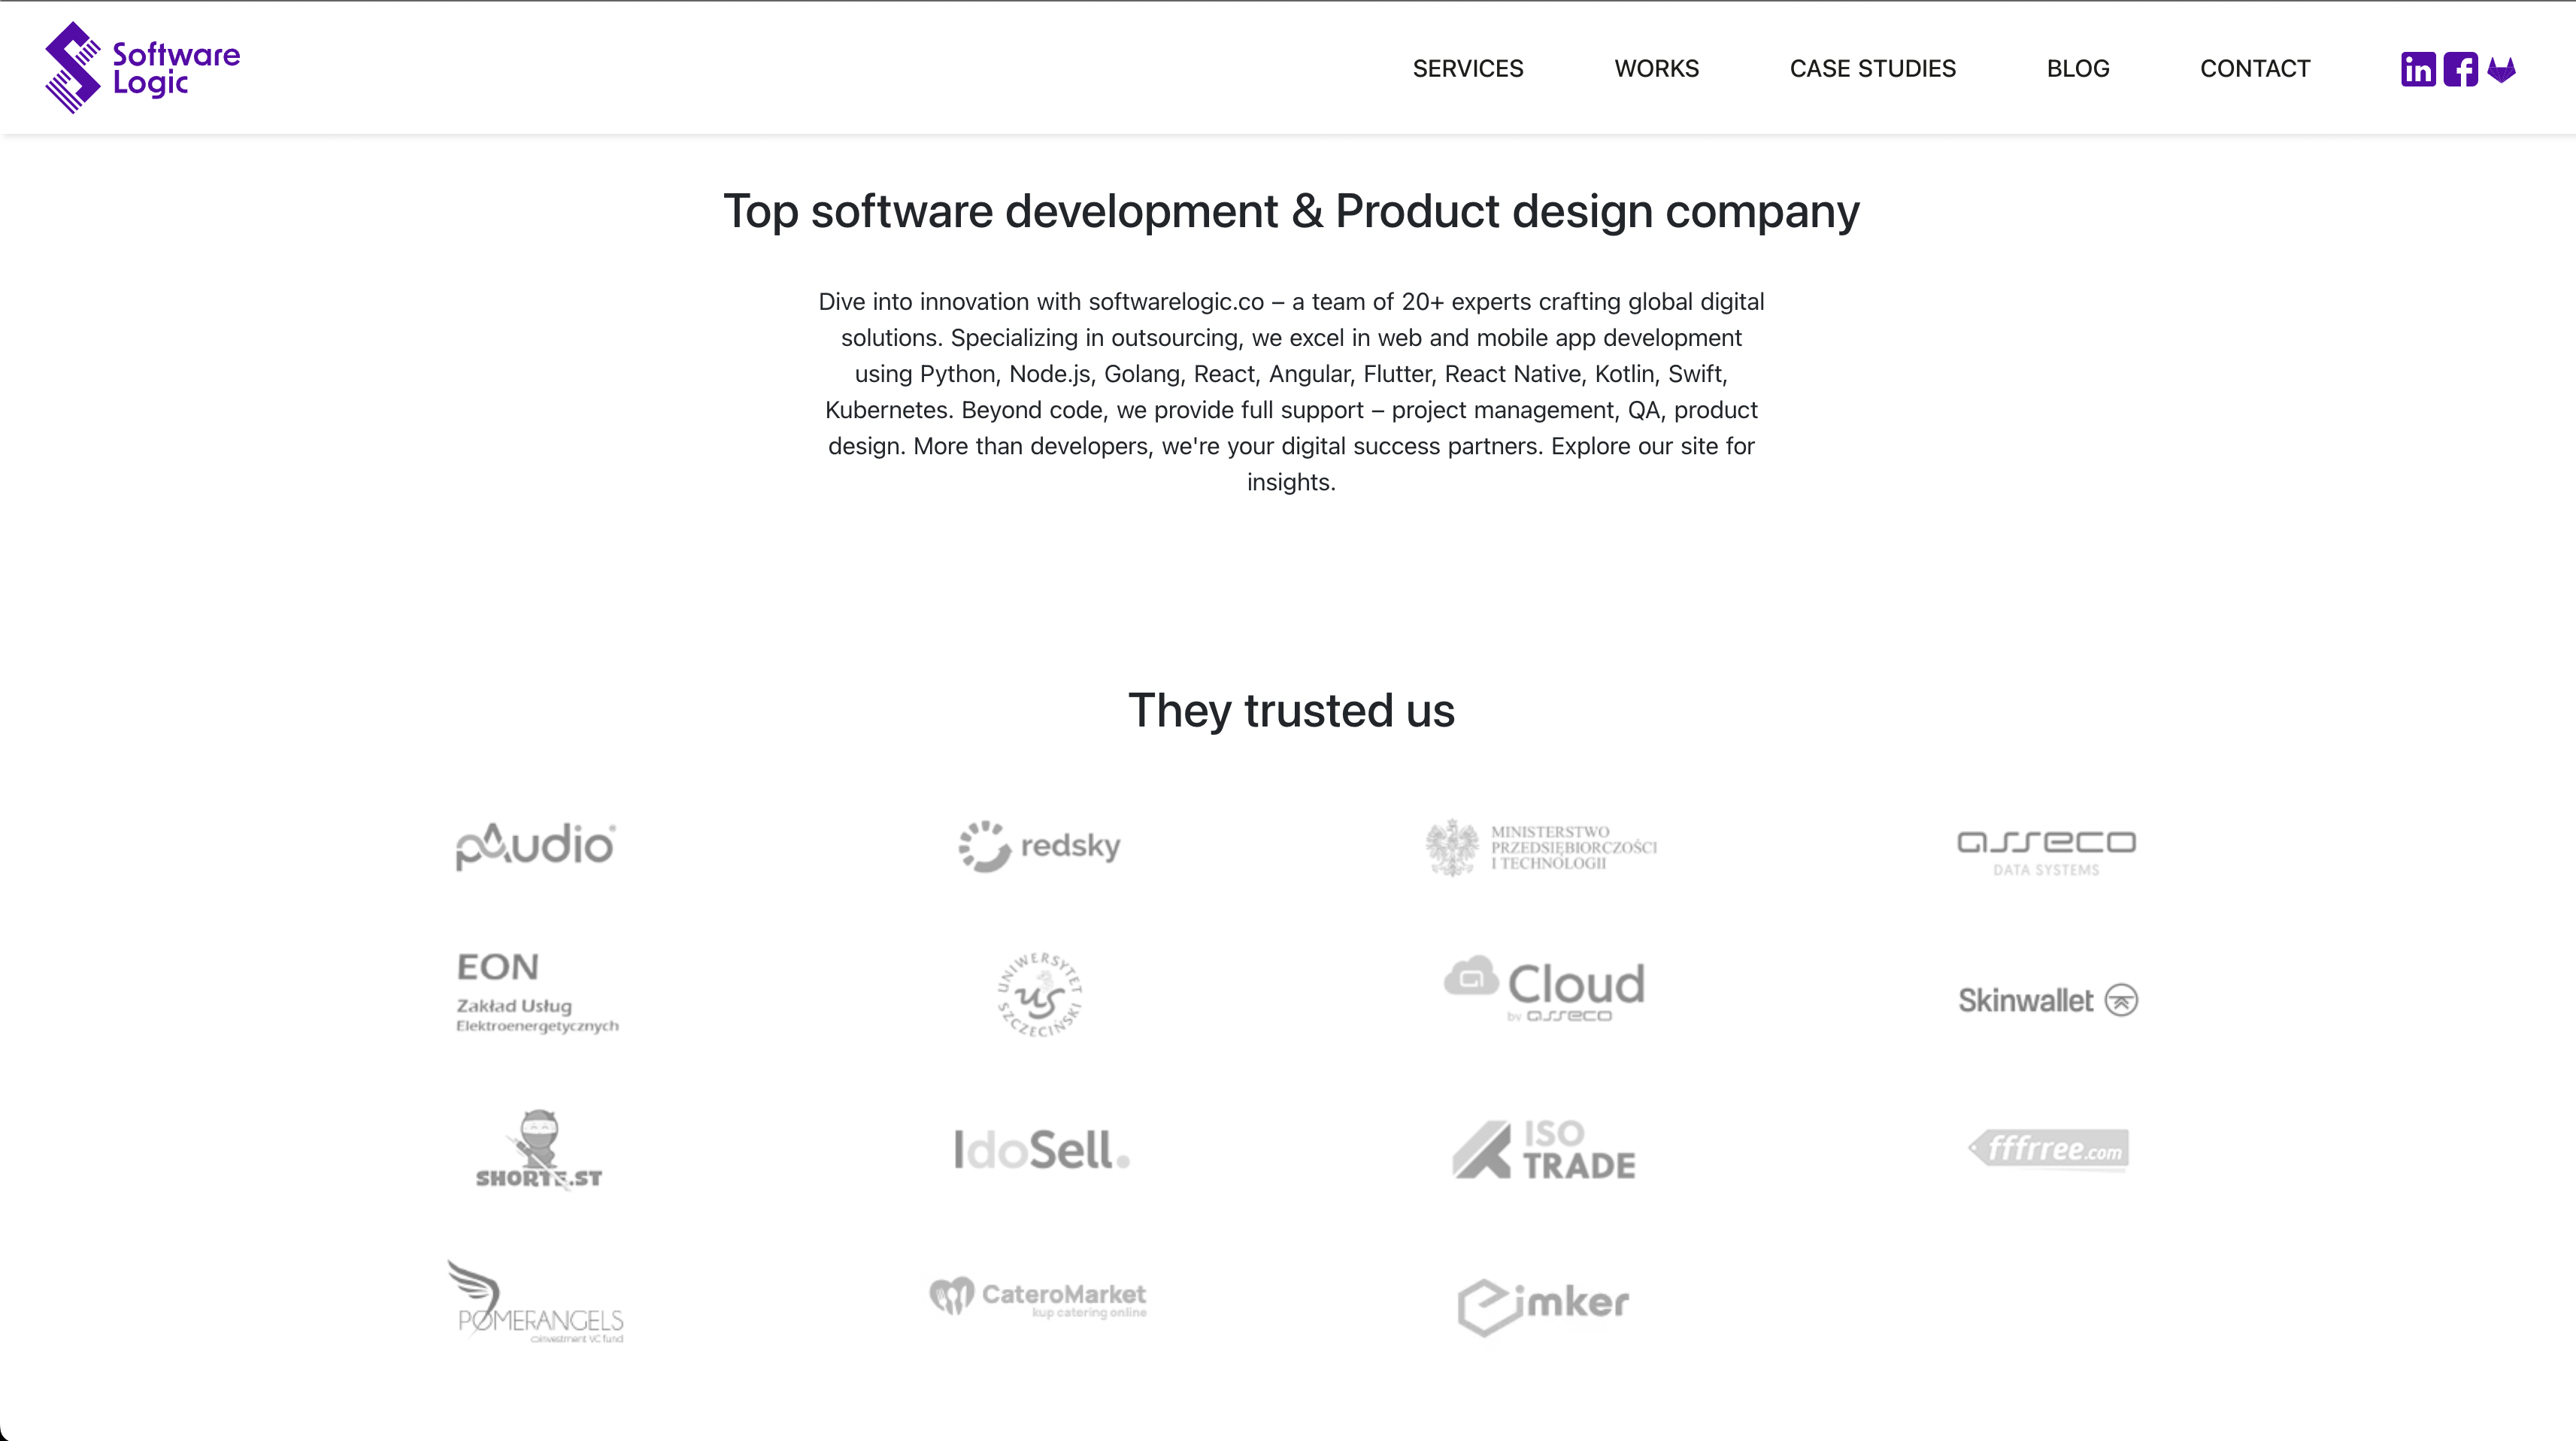 Software
Logic
SERVICES
WORKS
CASE STUDIES
BLOG
CONTACT
in
f
Top software development & Product design company
Dive into innovation with softwarelogic.co – a team of 20+ experts crafting global digital
solutions. Specializing in outsourcing, we excel in web and mobile app development
using Python, Node.js, Golang, React, Angular, Flutter, React Native, Kotlin, Swift,
Kubernetes. Beyond code, we provide full support – project management, QA, product
design. More than developers, we're your digital success partners. Explore our site for
insights.
They trusted us
pAudio
redsky
MINISTERSTWO
PRZEDSIĘBIORCZOŚCI
I TECHNOLOGII
asseco
DATA SYSTEMS
EON
Zakład Usług
Elektroenergetycznych
UNIWERSYTET
SZCZECIŃSKI
US
Cloud
by asseco
Skinwallet
SHORTE.ST
IdoSell.
ISO
TRADE
fffrree.com
POMERANGELS
coinvestment VC fund
CateroMarket
kup catering online
imker